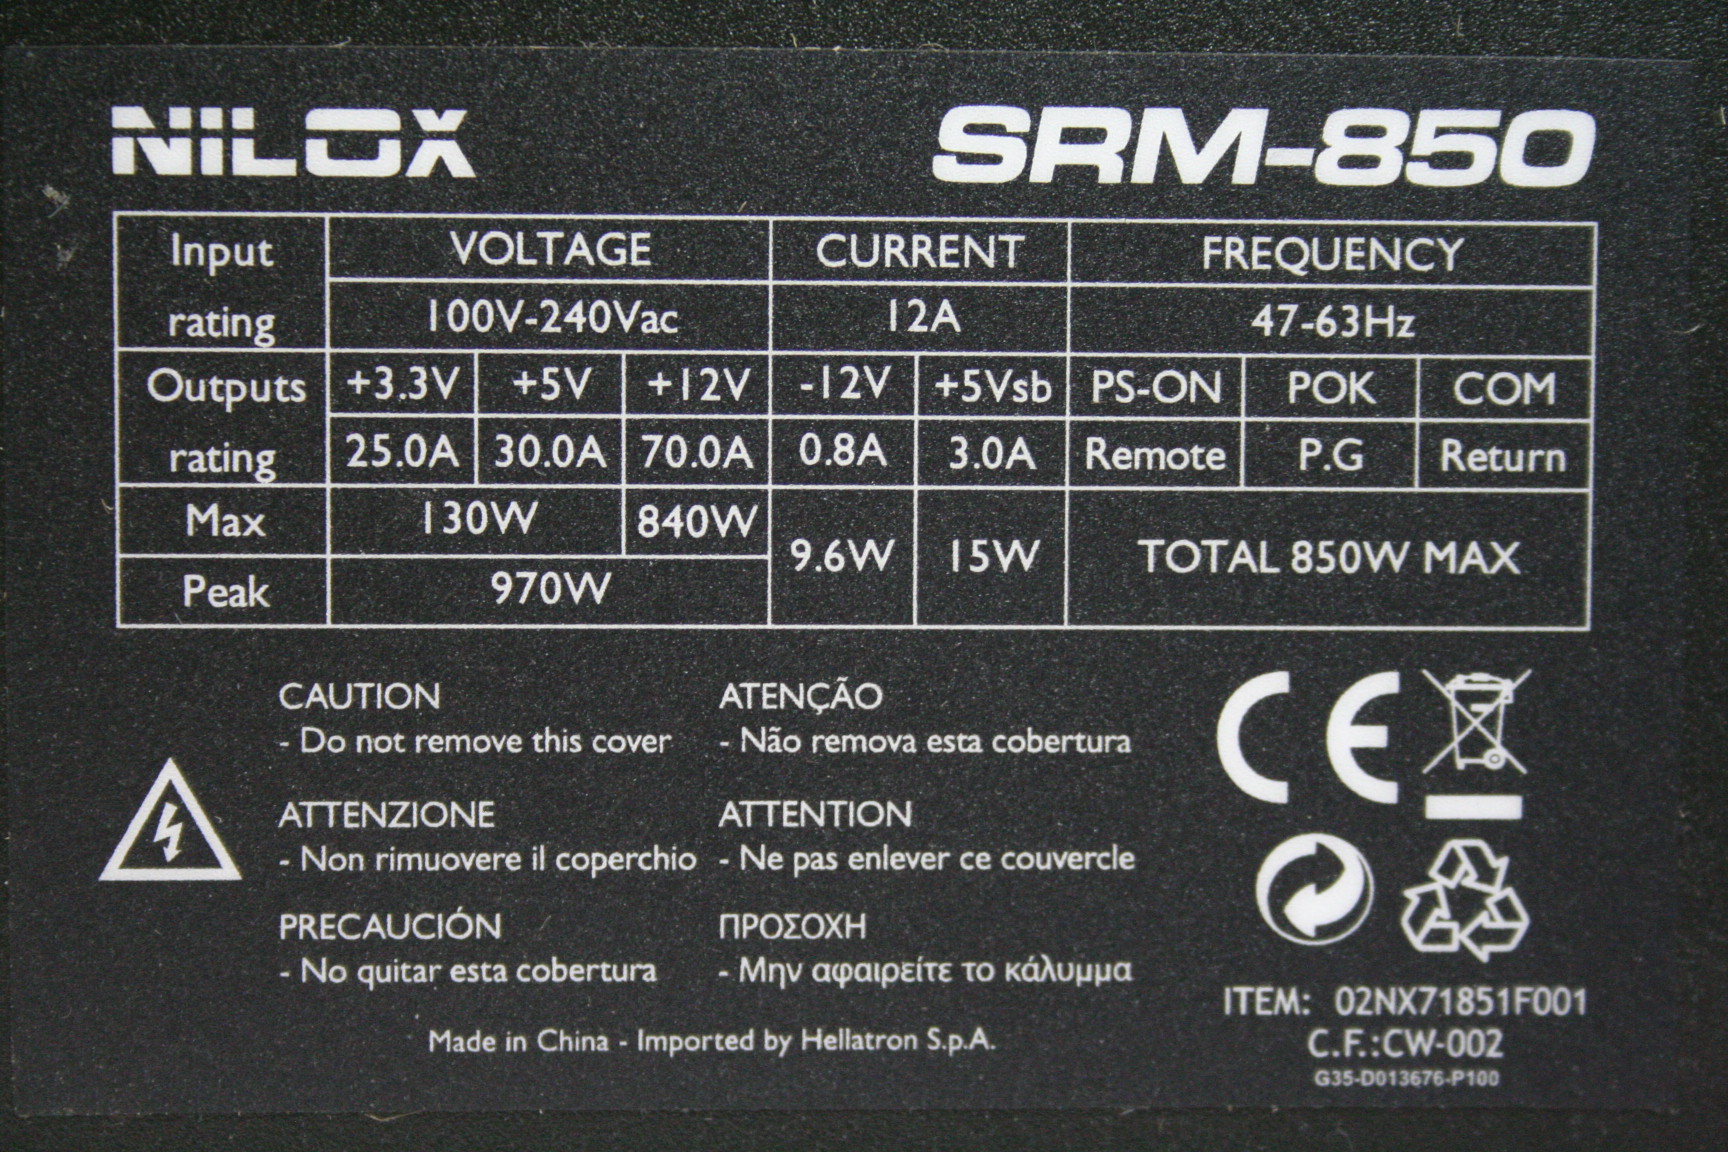 NILOX SRM-850
Input rating VOLTAGE CURRENT FREQUENCY
100V-240Vac 12A 47-63Hz
Outputs rating +3.3V +5V +12V -12V +5Vsb PS-ON POK COM
25.0A 30.0A 70.0A 0.8A 3.0A Remote P.G Return
Max 130W 840W 9.6W 15W TOTAL 850W MAX
Peak 970W
CAUTION
- Do not remove this cover
ATENÇÃO
- Não remova esta cobertura
ATTENZIONE
- Non rimuovere il coperchio
ATTENTION
- Ne pas enlever ce couvercle
PRECAUCIÓN
- No quitar esta cobertura
ΠΡΟΣΟΧΗ
- Μην αφαιρείτε το κάλυμμα
Made in China - Imported by Hellatron S.p.A.
CE
ITEM: 02NX71851F001
C.F.:CW-002
G35-D013676-P100